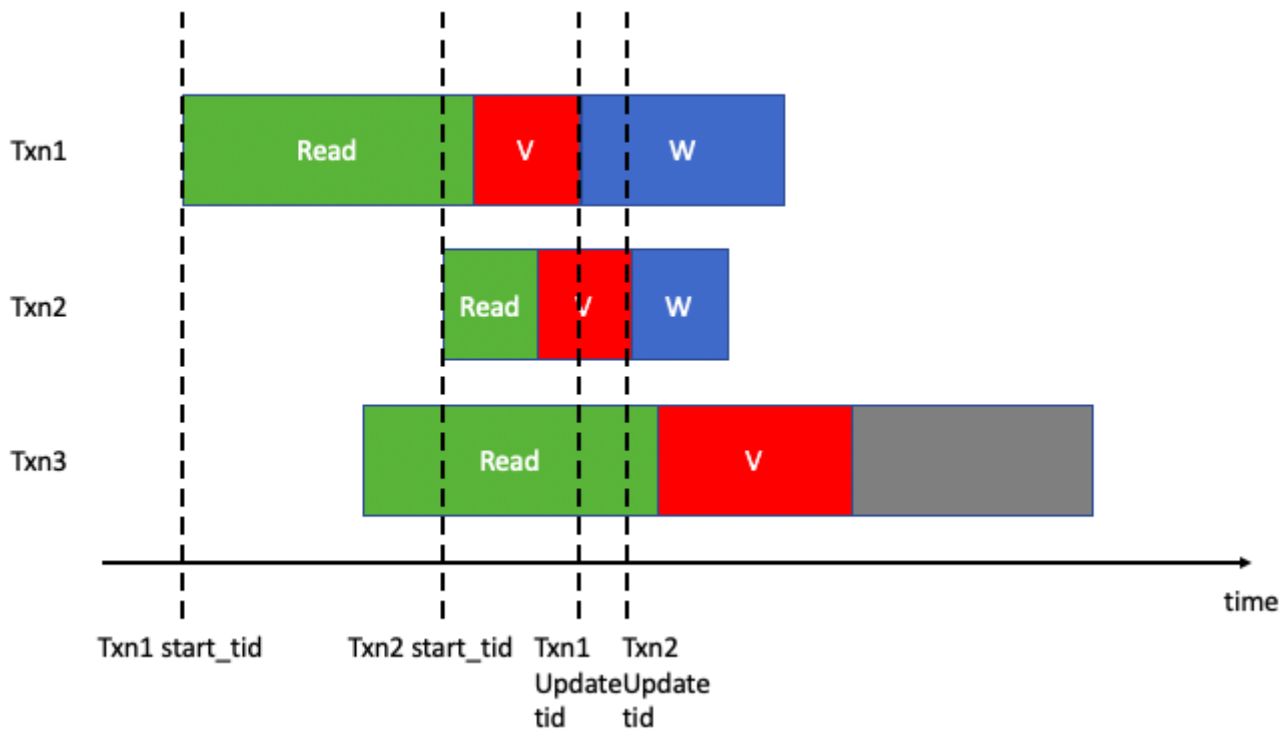 Txn1
Read
V
W
Txn2
Read
V
W
Txn3
Read
V
time
Txn1 start_tid
Txn2 start_tid
Txn1
Update
tid
Txn2
Update
tid